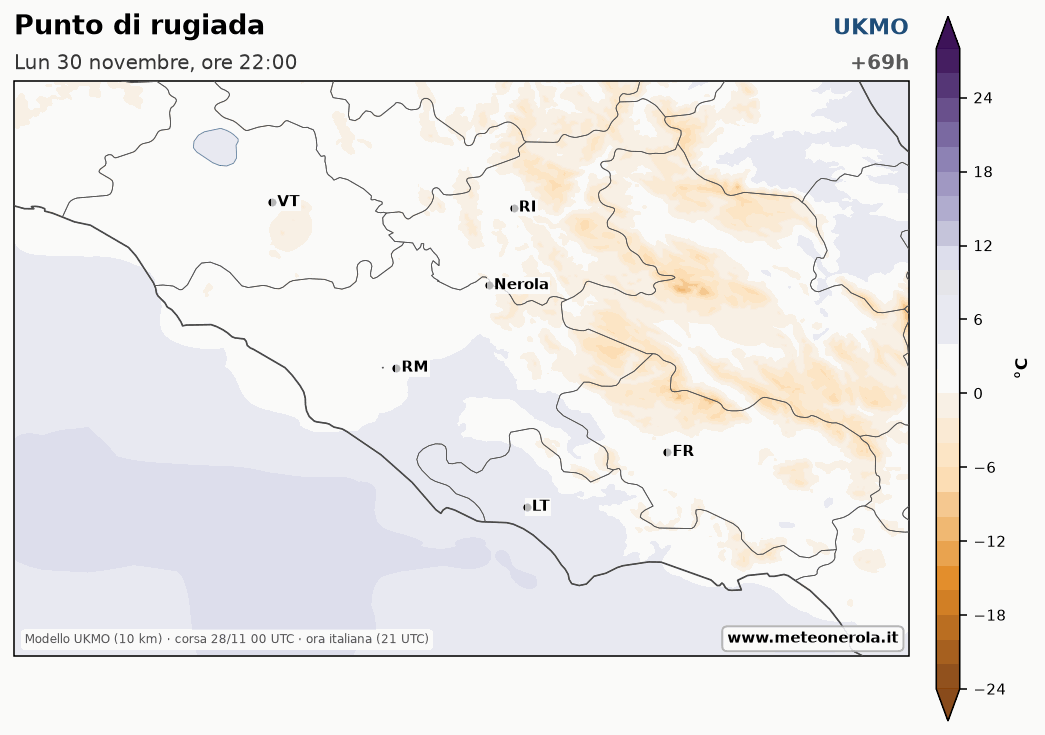 Punto di rugiada
UKMO
Lun 30 novembre, ore 22:00
+69h
VT
RI
Nerola
RM
FR
LT
24
18
12
6
0
−6
−12
−18
−24
°C
Modello UKMO (10 km) · corsa 28/11 00 UTC · ora italiana (21 UTC)
www.meteonerola.it